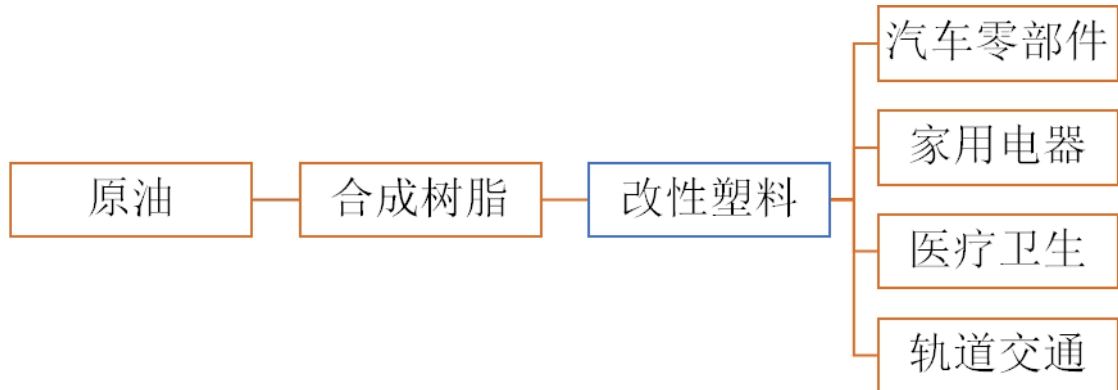 原油
合成树脂
改性塑料
汽车零部件
家用电器
医疗卫生
轨道交通